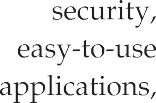 security,
easy-to-use
applications,